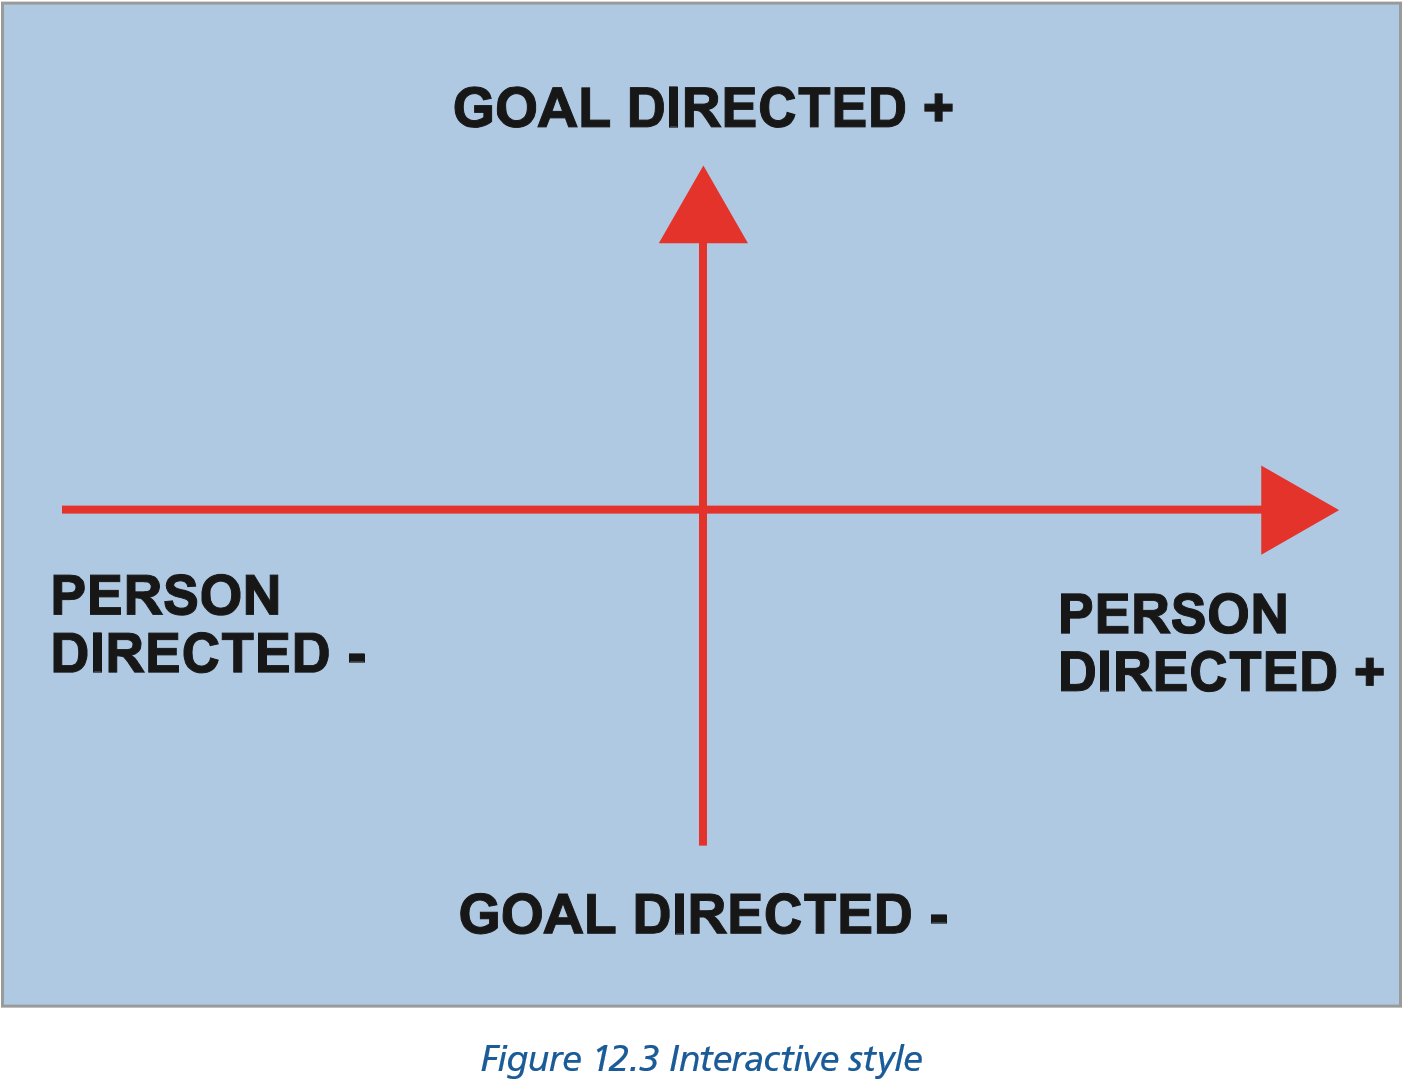 GOAL DIRECTED +
PERSON
DIRECTED -
PERSON
DIRECTED +
GOAL DIRECTED -
Figure 12.3 Interactive style